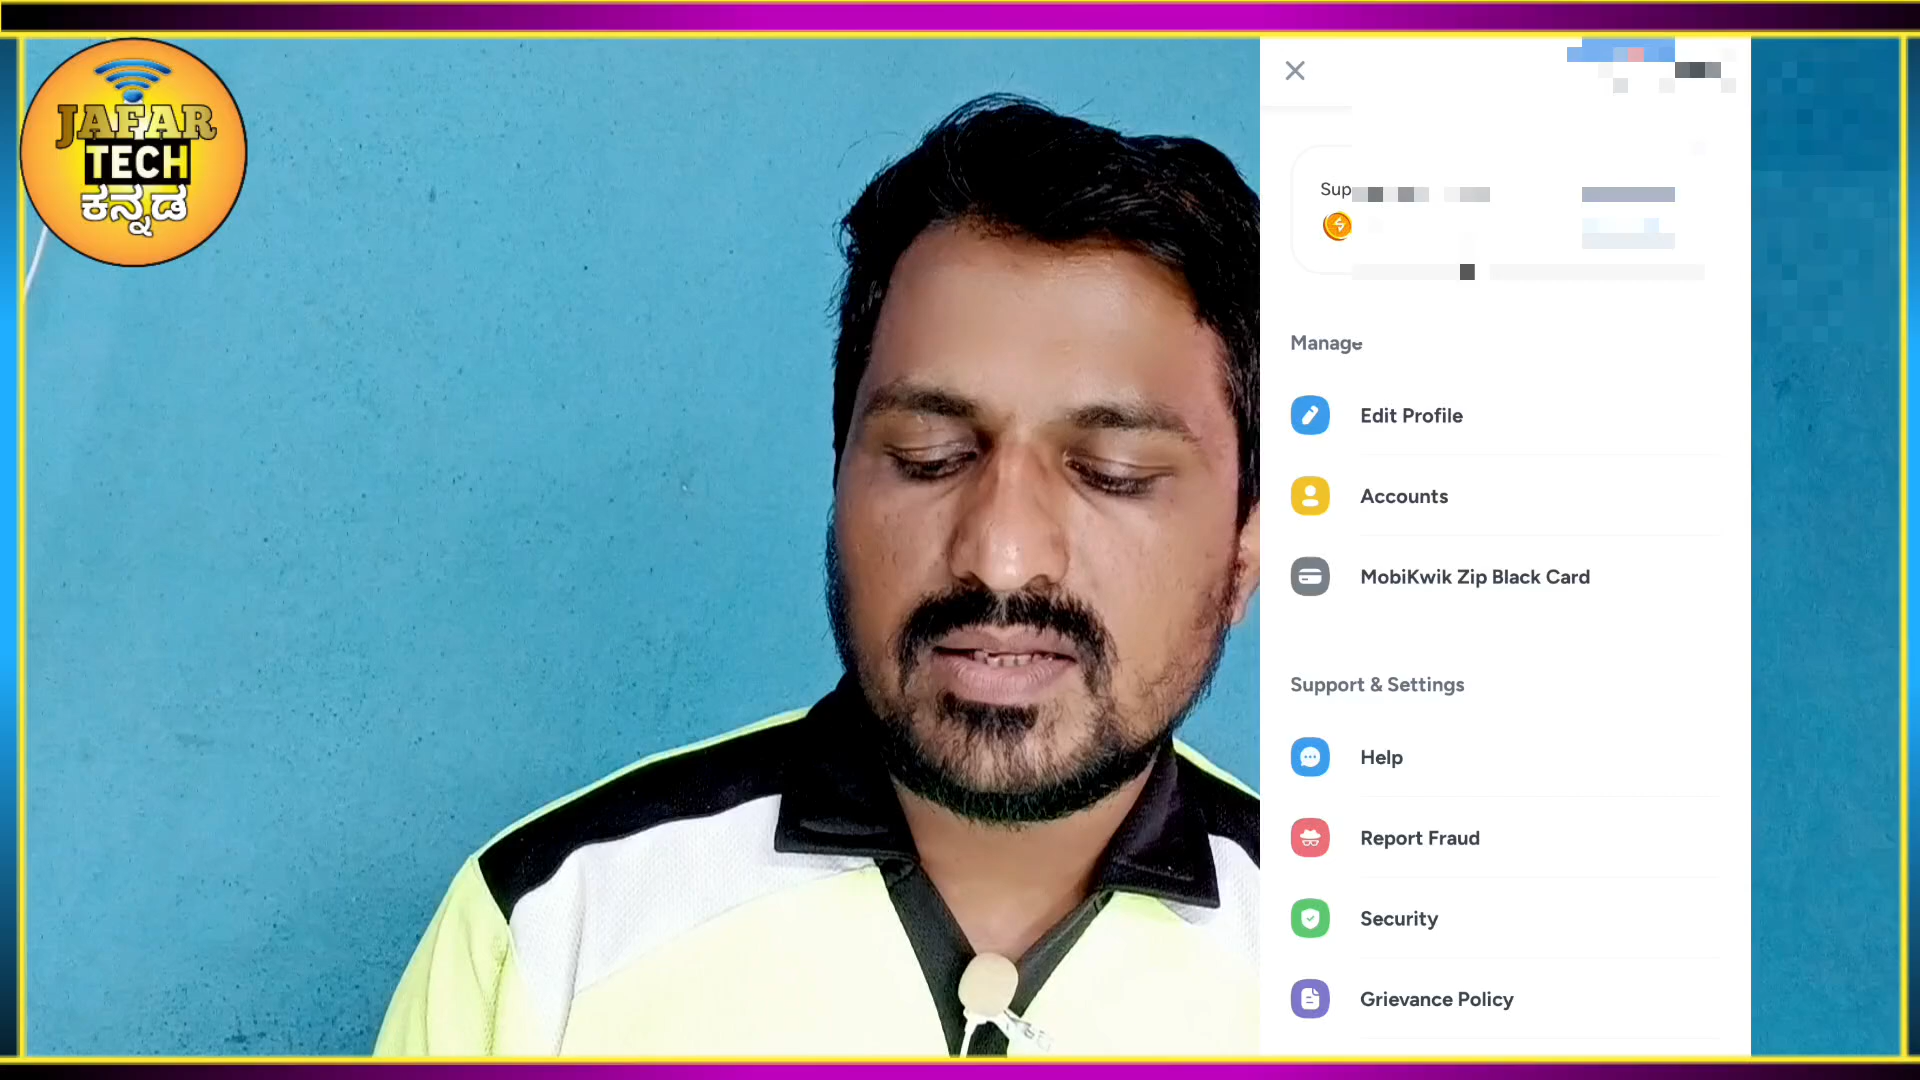 JAFAR
TECH
ಕನ್ನಡ
Sup
Manage
Edit Profile
Accounts
MobiKwik Zip Black Card
Support & Settings
Help
Report Fraud
Security
Grievance Policy